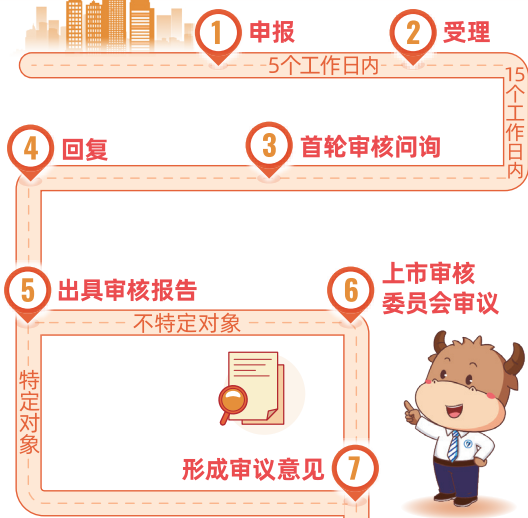 1 申报
2 受理
5个工作日内
15个工作日内
3 首轮审核问询
4 回复
5 出具审核报告
6 上市审核
委员会审议
不特定对象
特定对象
7 形成审议意见